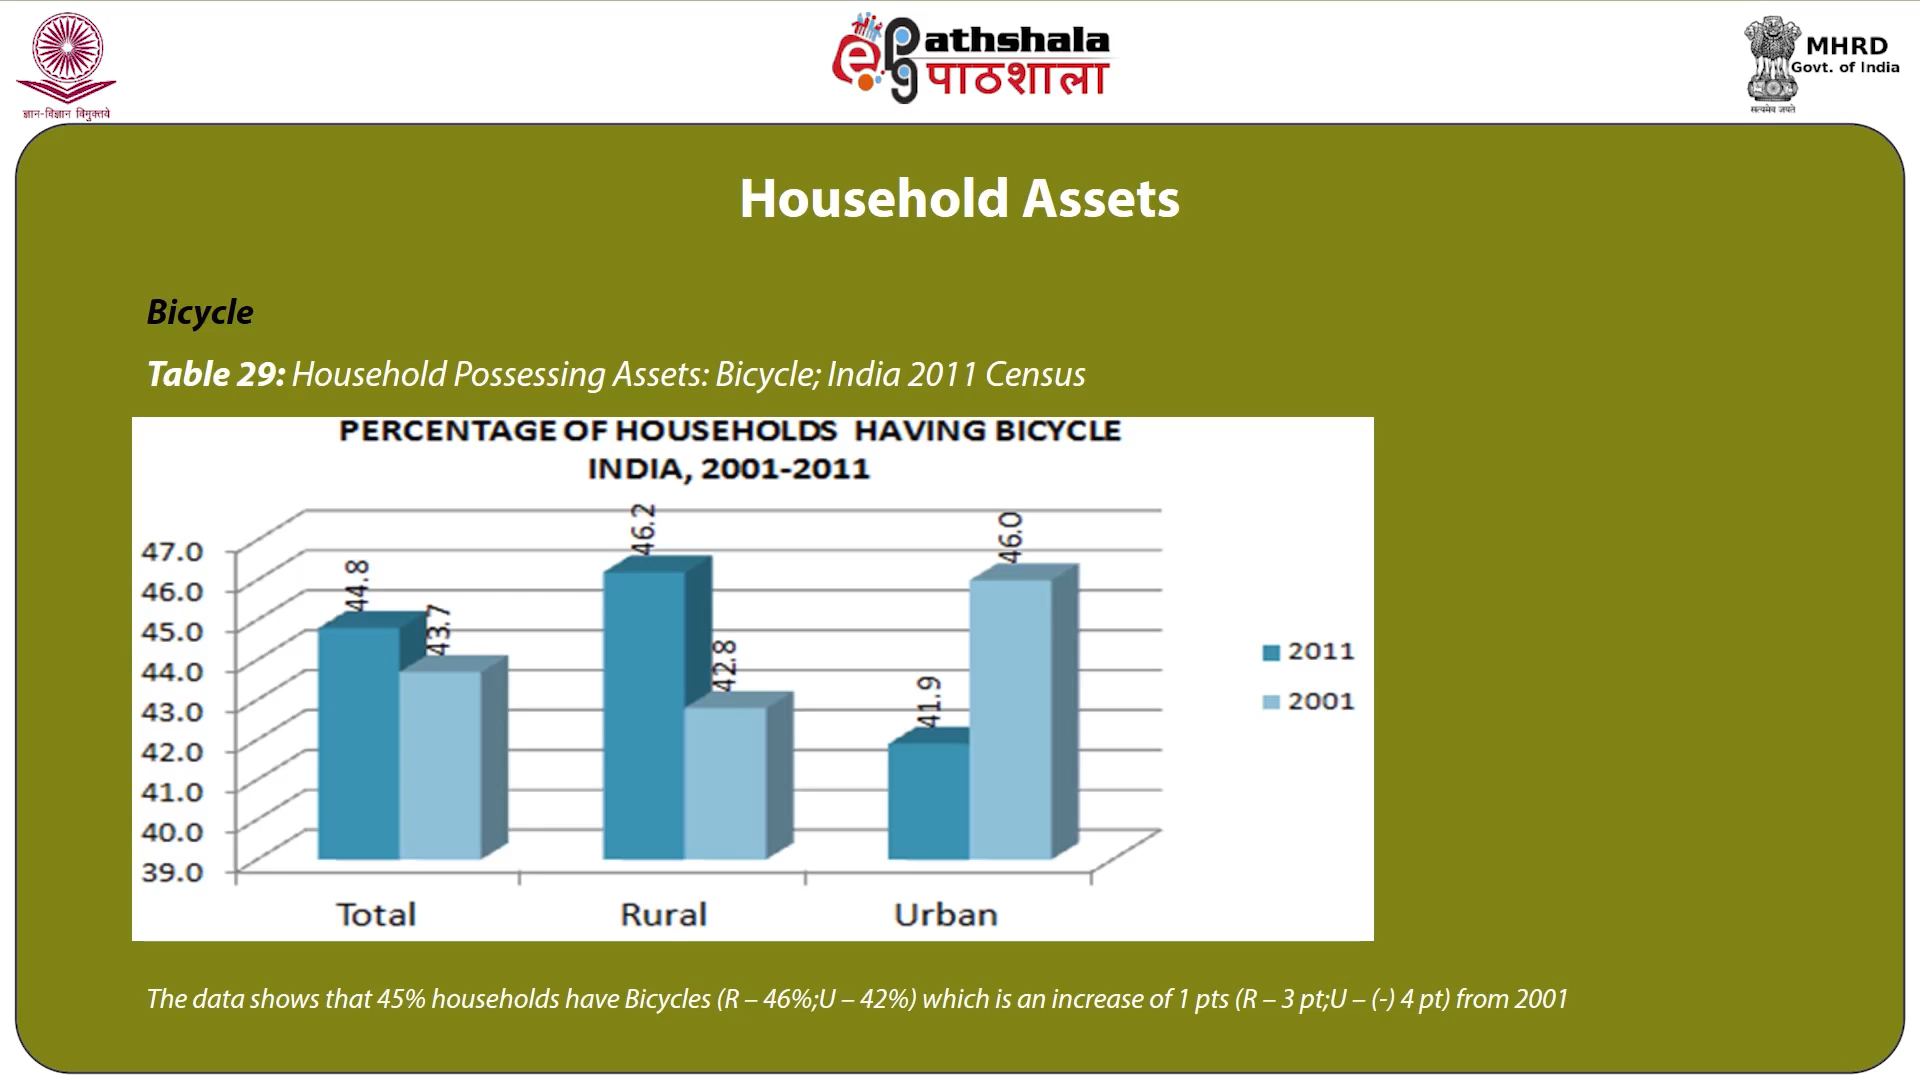 ज्ञान-विज्ञान विमुक्तये
e Pg athshala
पाठशाला
MHRD
Govt. of India
सत्यमेव जयते
Household Assets
Bicycle
Table 29: Household Possessing Assets: Bicycle; India 2011 Census
PERCENTAGE OF HOUSEHOLDS HAVING BICYCLE
INDIA, 2001-2011
47.0
46.0
45.0
44.0
43.0
42.0
41.0
40.0
39.0
44.8
43.7
46.2
42.8
41.9
46.0
2011
2001
Total Rural Urban
The data shows that 45% households have Bicycles (R – 46%;U – 42%) which is an increase of 1 pts (R – 3 pt;U – (-) 4 pt) from 2001